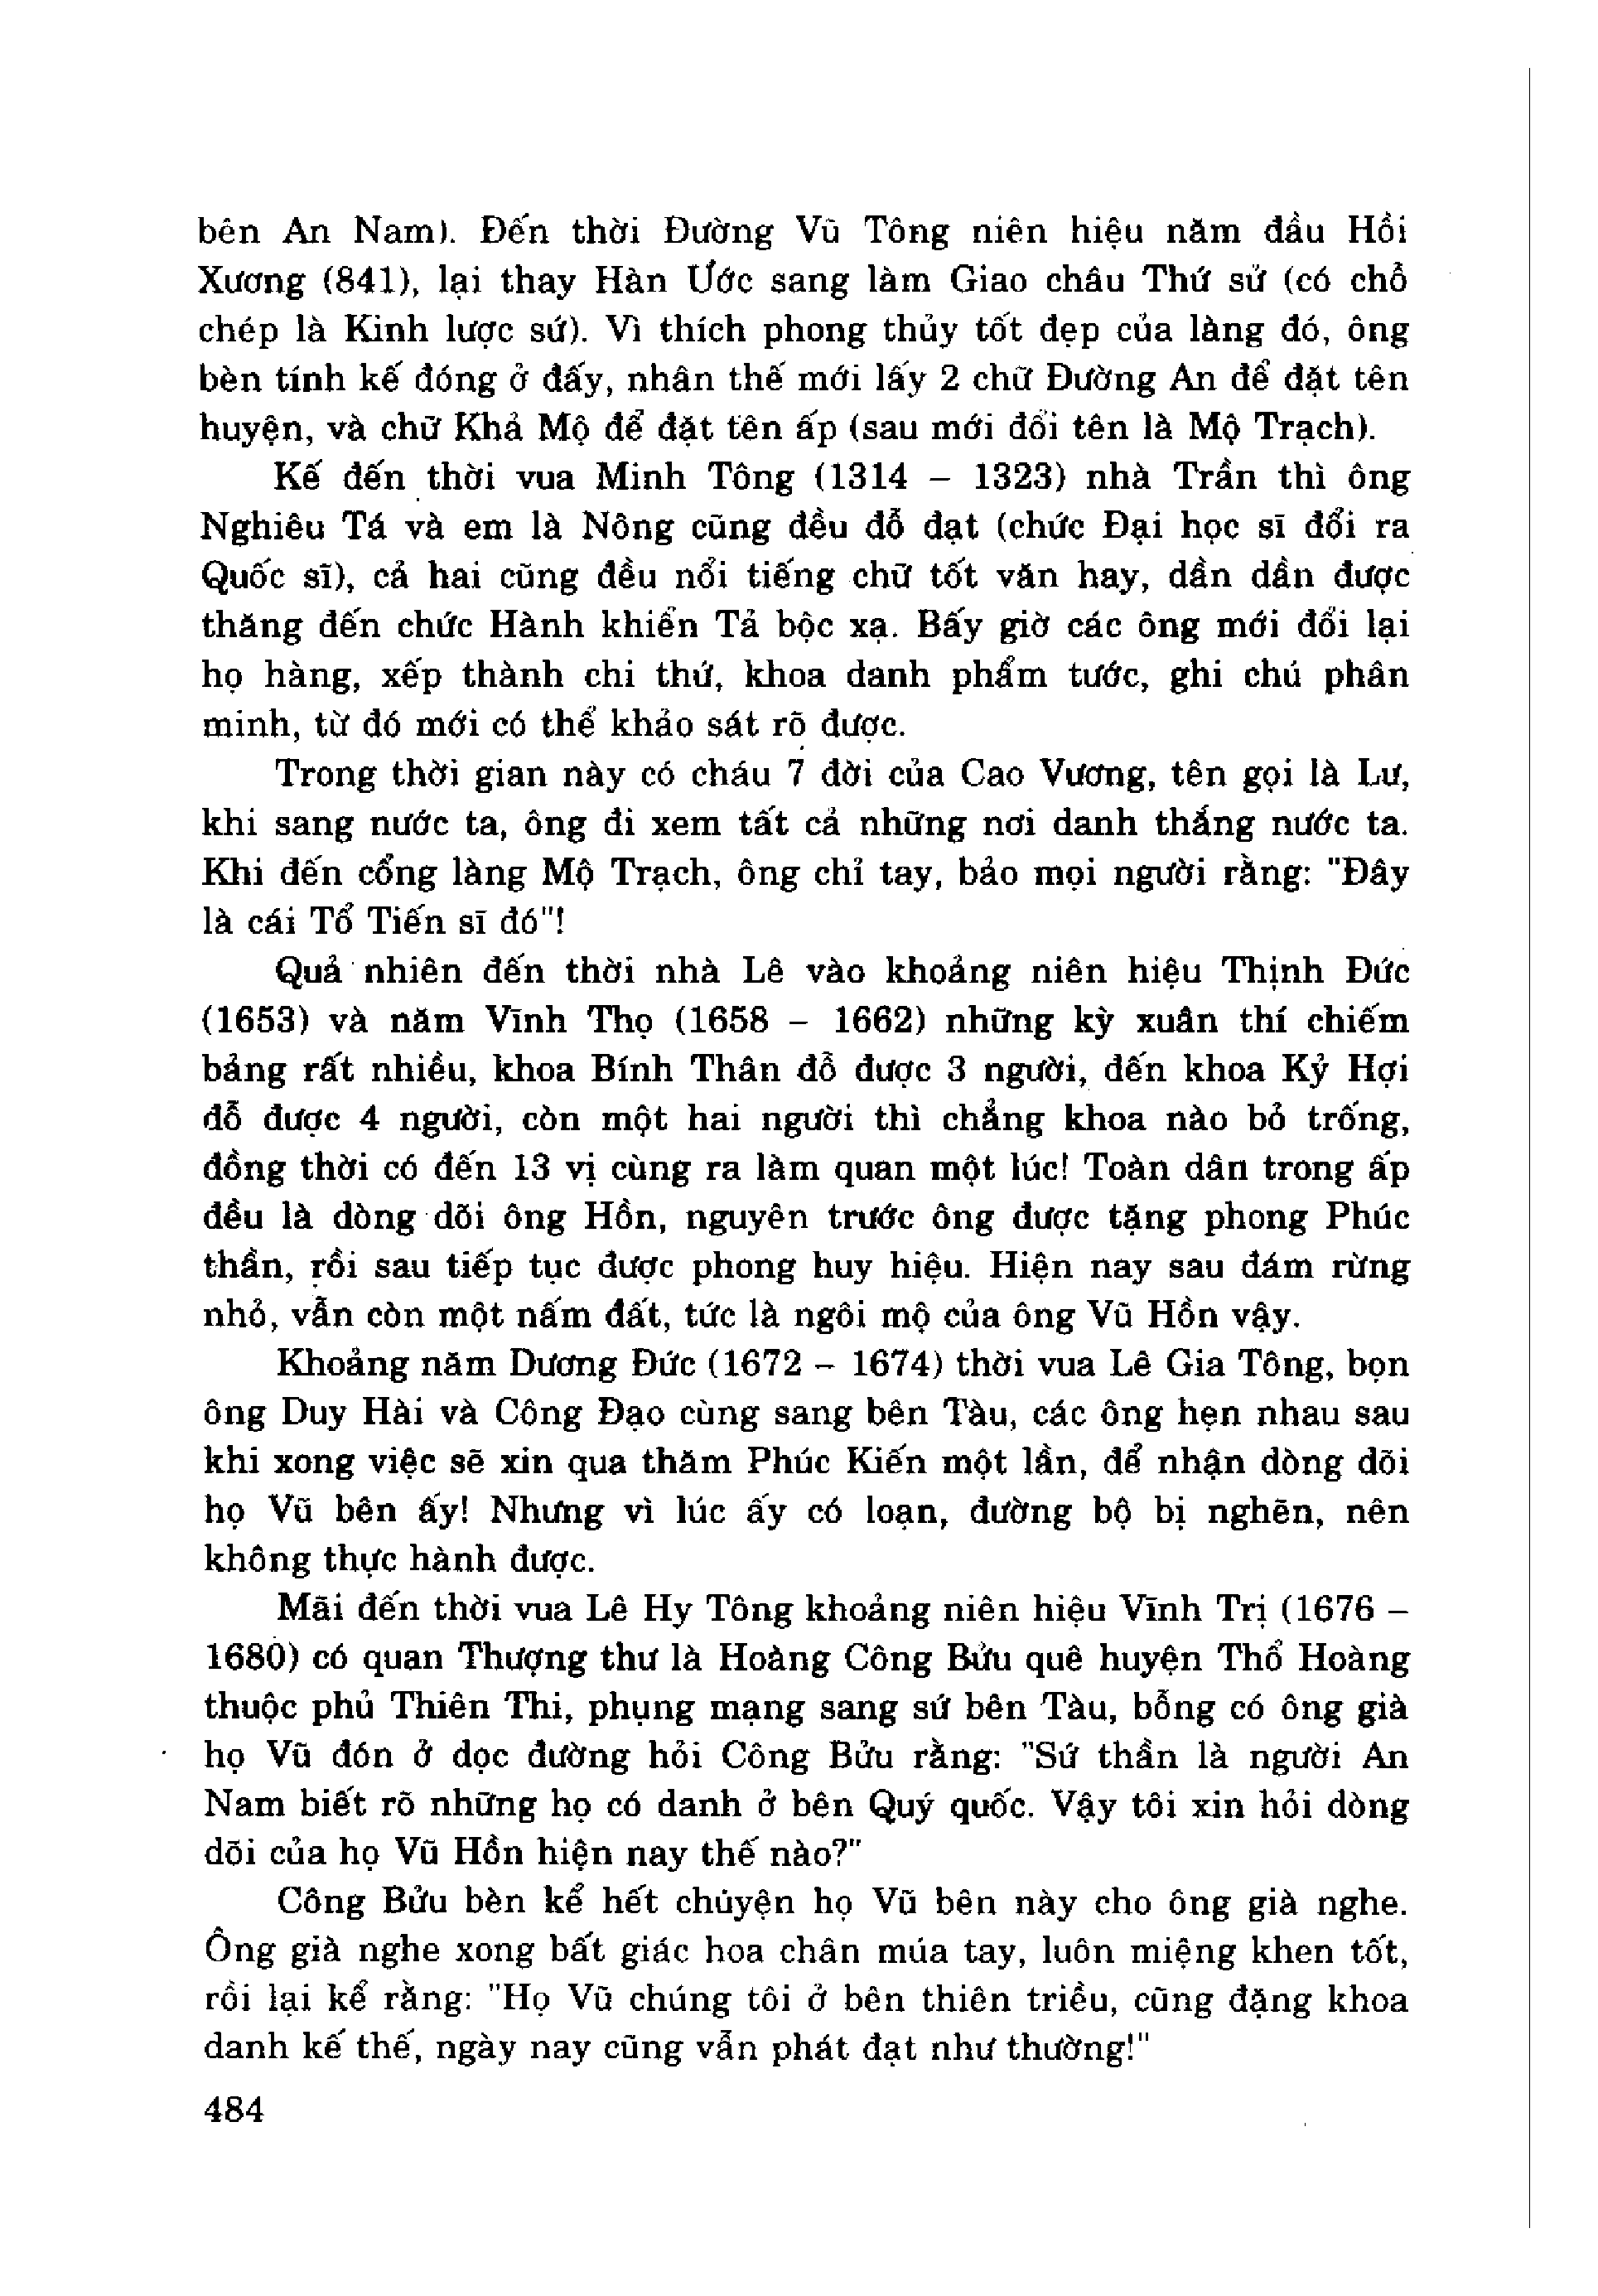 bên An Nam). Đến thời Đường Vũ Tông niên hiệu năm đầu Hồi
Xương (841), lại thay Hàn Ước sang làm Giao châu Thứ sử (có chỗ
chép là Kinh lược sứ). Vì thích phong thủy tốt đẹp của làng đó, ông
bèn tính kế đóng ở đấy, nhân thế mới lấy 2 chữ Đường An để đặt tên
huyện, và chữ Khả Mộ để đặt tên ấp (sau mới đổi tên là Mộ Trạch).
Kế đến thời vua Minh Tông (1314 – 1323) nhà Trần thì ông
Nghiêu Tá và em là Nông cũng đều đỗ đạt (chức Đại học sĩ đổi ra
Quốc sĩ), cả hai cũng đều nổi tiếng chữ tốt văn hay, dần dần được
thăng đến chức Hành khiển Tả bộc xạ. Bấy giờ các ông mới đổi lại
họ hàng, xếp thành chi thứ, khoa danh phẩm tước, ghi chú phân
minh, từ đó mới có thể khảo sát rõ được.
Trong thời gian này có cháu 7 đời của Cao Vương, tên gọi là Lư,
khi sang nước ta, ông đi xem tất cả những nơi danh thắng nước ta.
Khi đến cổng làng Mộ Trạch, ông chỉ tay, bảo mọi người rằng: "Đây
là cái Tổ Tiến sĩ đó"!
Quả nhiên đến thời nhà Lê vào khoảng niên hiệu Thịnh Đức
(1653) và năm Vĩnh Thọ (1658 – 1662) những kỳ xuân thí chiếm
bảng rất nhiều, khoa Bính Thân đỗ được 3 người, đến khoa Kỷ Hợi
đỗ được 4 người, còn một hai người thì chẳng khoa nào bỏ trống,
đồng thời có đến 13 vị cùng ra làm quan một lúc! Toàn dân trong ấp
đều là dòng dõi ông Hồn, nguyên trước ông được tặng phong Phúc
thần, rồi sau tiếp tục được phong huy hiệu. Hiện nay sau đám rừng
nhỏ, vẫn còn một nấm đất, tức là ngôi mộ của ông Vũ Hồn vậy.
Khoảng năm Dương Đức (1672 – 1674) thời vua Lê Gia Tông, bọn
ông Duy Hài và Công Đạo cùng sang bên Tàu, các ông hẹn nhau sau
khi xong việc sẽ xin qua thăm Phúc Kiến một lần, để nhận dòng dõi
họ Vũ bên ấy! Nhưng vì lúc ấy có loạn, đường bộ bị nghẽn, nên
không thực hành được.
Mãi đến thời vua Lê Hy Tông khoảng niên hiệu Vĩnh Trị (1676 –
1680) có quan Thượng thư là Hoàng Công Bửu quê huyện Thổ Hoàng
thuộc phủ Thiên Thi, phụng mạng sang sứ bên Tàu, bỗng có ông già
họ Vũ đón ở dọc đường hỏi Công Bửu rằng: "Sứ thần là người An
Nam biết rõ những họ có danh ở bên Quý quốc. Vậy tôi xin hỏi dòng
dõi của họ Vũ Hồn hiện nay thế nào?"
Công Bửu bèn kể hết chuyện họ Vũ bên này cho ông già nghe.
Ông già nghe xong bất giác hoa chân múa tay, luôn miệng khen tốt,
rồi lại kể rằng: "Họ Vũ chúng tôi ở bên thiên triều, cũng đặng khoa
danh kế thế, ngày nay cũng vẫn phát đạt như thường!"
484